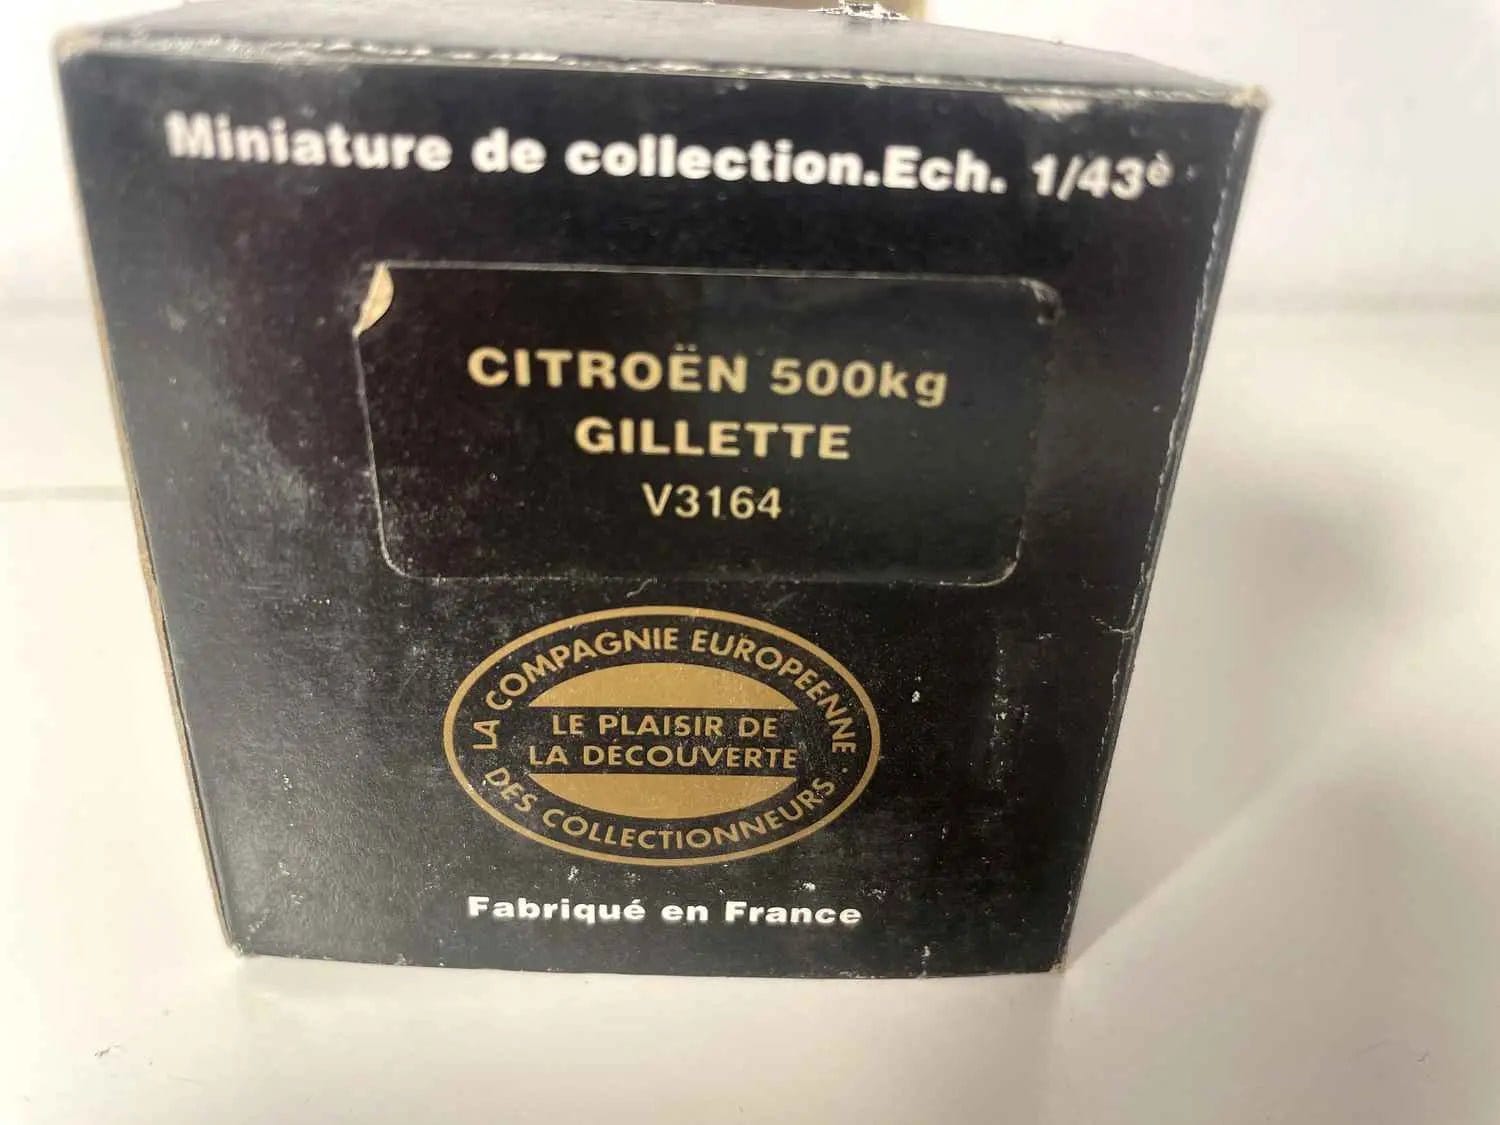 Miniature de collection.Ech. 1/43è
CITROËN 500kg
GILLETTE
V3164
LA COMPAGNIE EUROPEENNE
LE PLAISIR DE
LA DECOUVERTE
DES COLLECTIONNEURS
Fabriqué en France